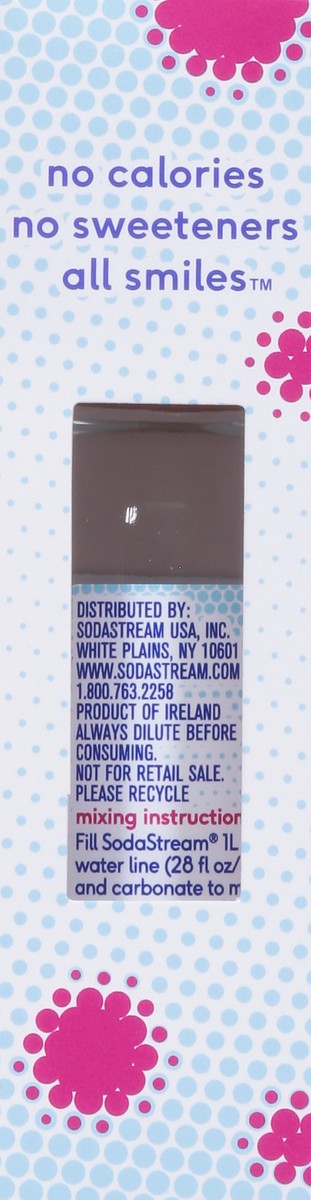 no calories
no sweeteners
all smiles™
DISTRIBUTED BY:
SODASTREAM USA, INC.
WHITE PLAINS, NY 10601
WWW.SODASTREAM.COM
1.800.763.2258
PRODUCT OF IRELAND
ALWAYS DILUTE BEFORE
CONSUMING.
NOT FOR RETAIL SALE.
PLEASE RECYCLE
mixing instruction
Fill SodaStream® 1L
water line (28 fl oz/
and carbonate to